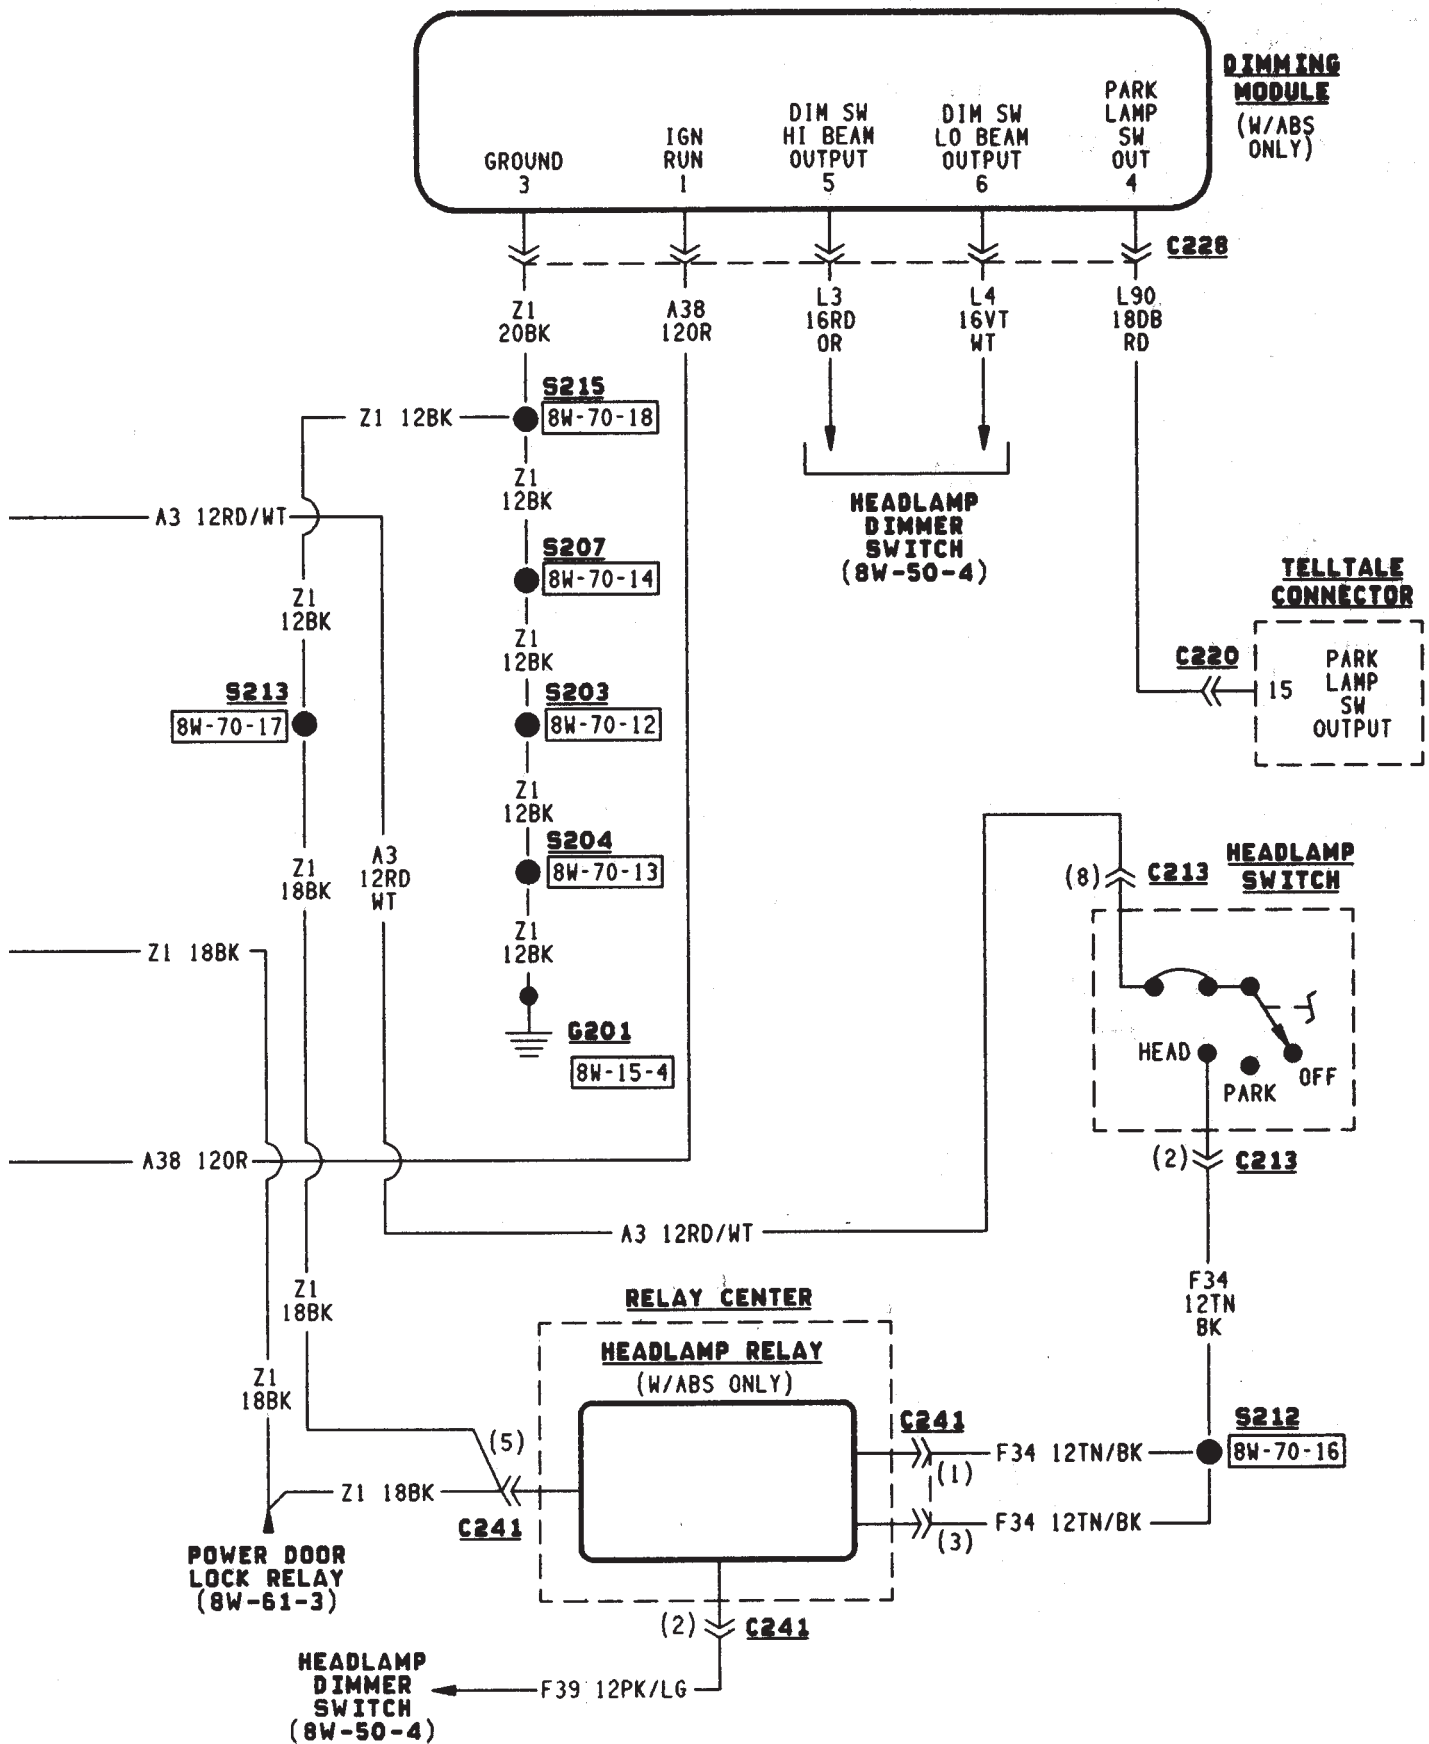 DIMMING
MODULE
(W/ABS
ONLY)
GROUND
3
IGN
RUN
1
DIM SW
HI BEAM
OUTPUT
5
DIM SW
LO BEAM
OUTPUT
6
PARK
LAMP
SW
OUT
4
C228
Z1
20BK
A38
12OR
L3
16RD
OR
L4
16VT
WT
L90
18DB
RD
S215
8W-70-18
Z1 12BK
Z1
12BK
HEADLAMP
DIMMER
SWITCH
(8W-50-4)
A3 12RD/WT
S207
8W-70-14
TELLTALE
CONNECTOR
Z1
12BK
Z1
12BK
C220
15
PARK
LAMP
SW
OUTPUT
S213
8W-70-17
S203
8W-70-12
Z1
12BK
S204
8W-70-13
Z1
18BK
A3
12RD
WT
(8)
C213
HEADLAMP
SWITCH
Z1
12BK
Z1 18BK
G201
8W-15-4
HEAD
PARK
OFF
A38 12OR
(2)
C213
A3 12RD/WT
Z1
18BK
F34
12TN
BK
RELAY CENTER
HEADLAMP RELAY
(W/ABS ONLY)
Z1
18BK
(5)
C241
(1)
F34 12TN/BK
S212
8W-70-16
Z1 18BK
C241
(3)
F34 12TN/BK
POWER DOOR
LOCK RELAY
(8W-61-3)
(2)
C241
HEADLAMP
DIMMER
SWITCH
(8W-50-4)
F39 12PK/LG